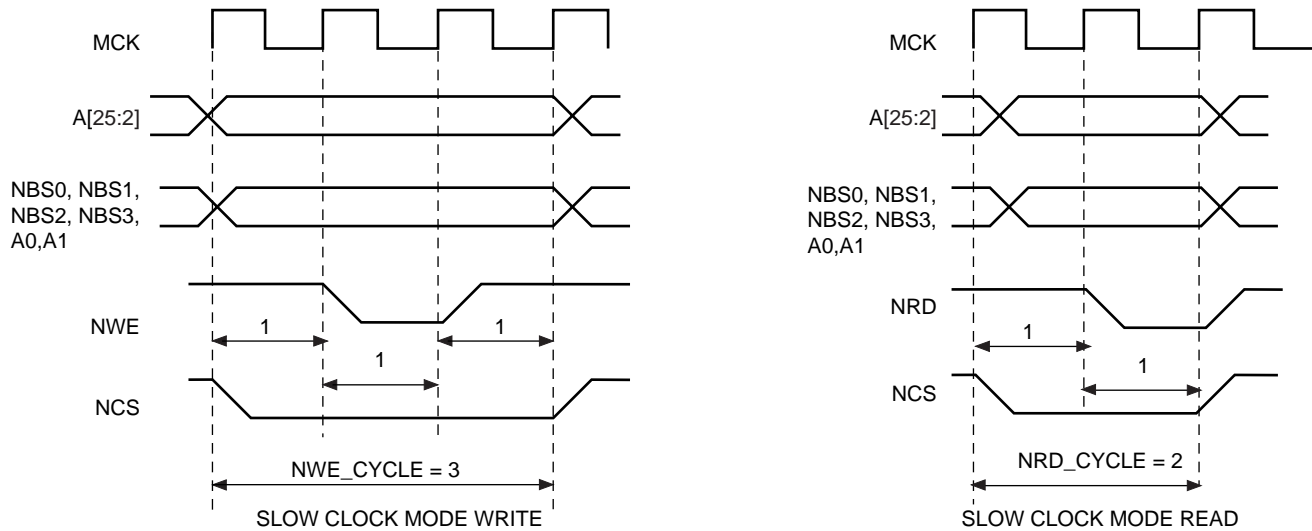 MCK
A[25:2]
NBS0, NBS1,
NBS2, NBS3,
A0,A1
NWE
1
1
1
NCS
NWE_CYCLE = 3
SLOW CLOCK MODE WRITE
MCK
A[25:2]
NBS0, NBS1,
NBS2, NBS3,
A0,A1
NRD
1
1
NCS
NRD_CYCLE = 2
SLOW CLOCK MODE READ